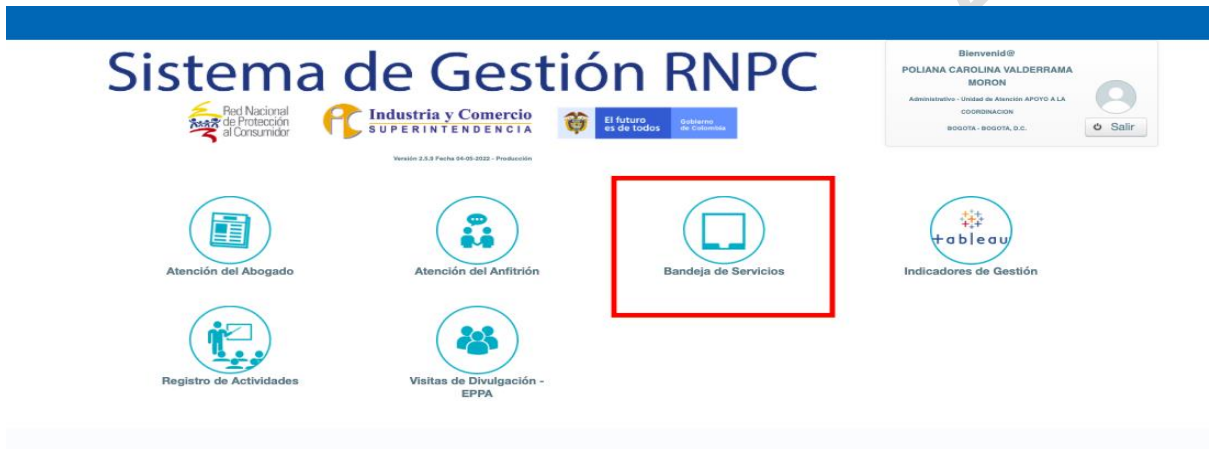 Sistema de Gestión RNPC
Bienvenid@
POLIANA CAROLINA VALDERRAMA
MORON
Administrativo - Unidad de Atención APOYO A LA
COORDINACION
BOGOTA - BOGOTA, D.C.
Salir
Red Nacional
de Protección
al Consumidor
Industria y Comercio
SUPERINTENDENCIA
El futuro
es de todos
Gobierno
de Colombia
Versión 2.5.9 Fecha 04-05-2022 - Producción
Atención del Abogado
Atención del Anfitrión
Bandeja de Servicios
+ableau
Indicadores de Gestión
Registro de Actividades
Visitas de Divulgación -
EPPA